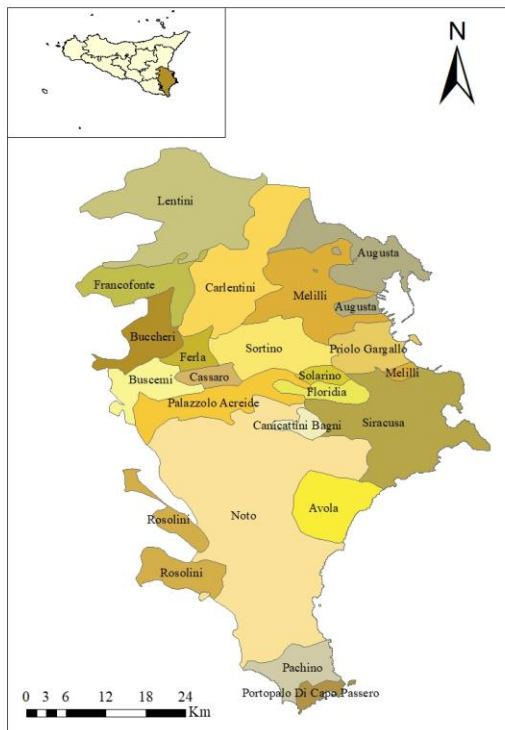 N
Lentini
Augusta
Francofonte
Carlentini
Melilli
Augusta
Buccheri
Priolo Gargallo
Sortino
Ferla
Melilli
Solarino
Cassaro
Buscemi
Floridia
Palazzolo Acreide
Canicattini Bagni
Siracusa
Avola
Noto
Rosolini
Rosolini
Pachino
Portopalo Di Capo Passero
0 3 6 12 18 24
Km